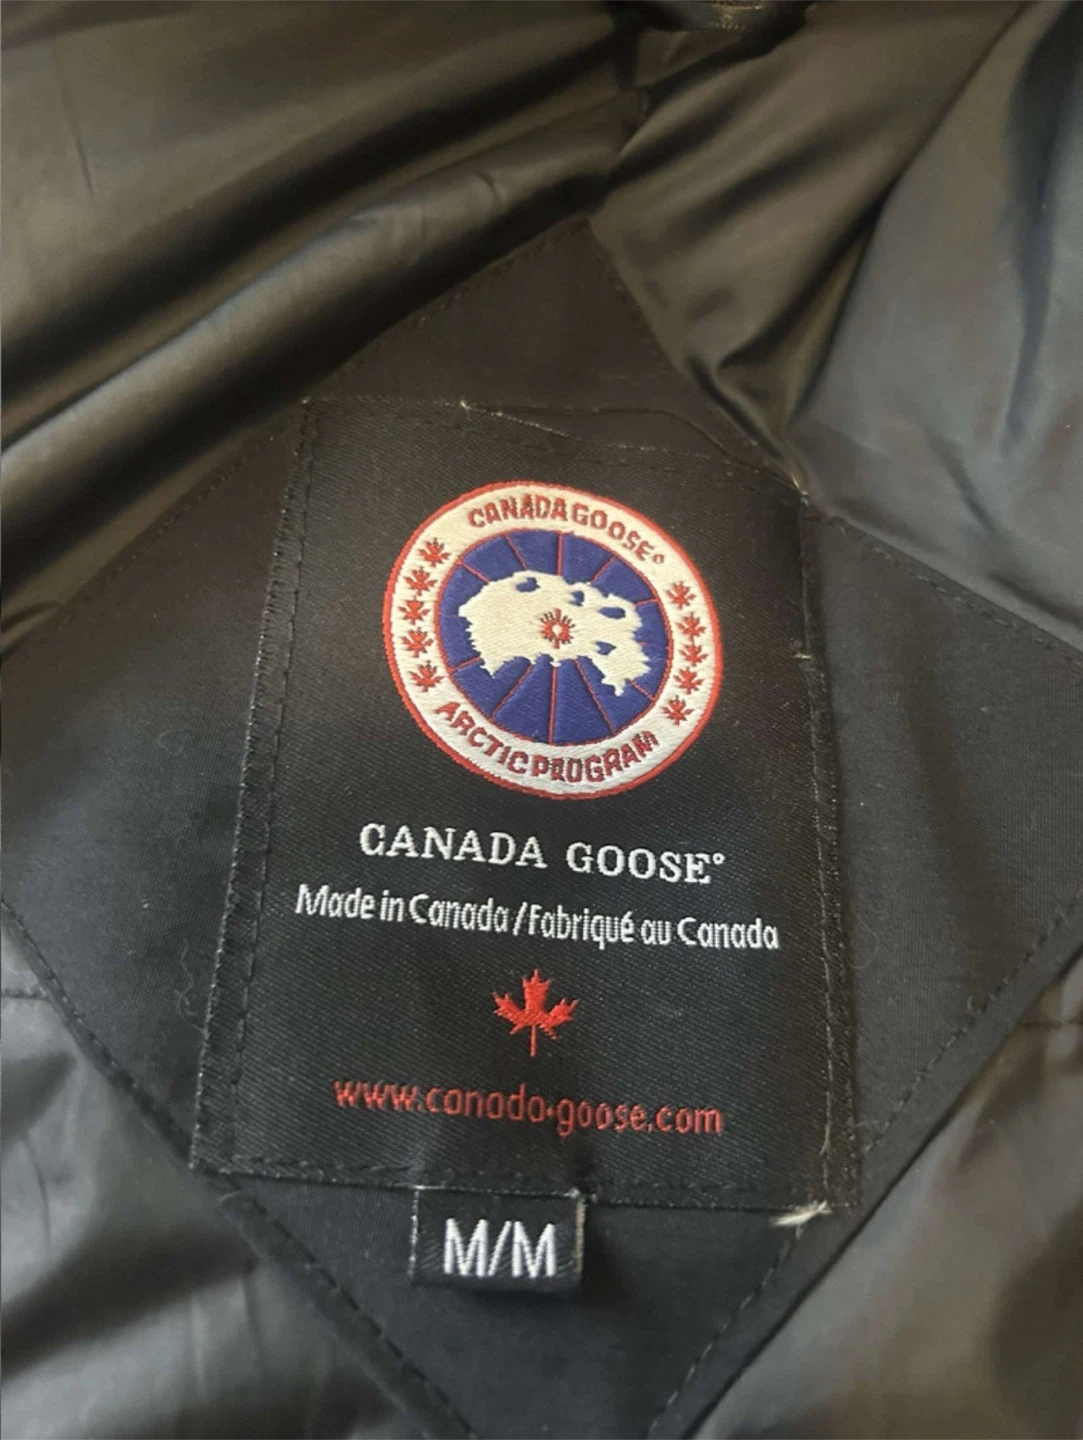 CANADA GOOSE®
ARCTIC PROGRAM
CANADA GOOSE®
Made in Canada / Fabriqué au Canada
www.canada-goose.com
M/M